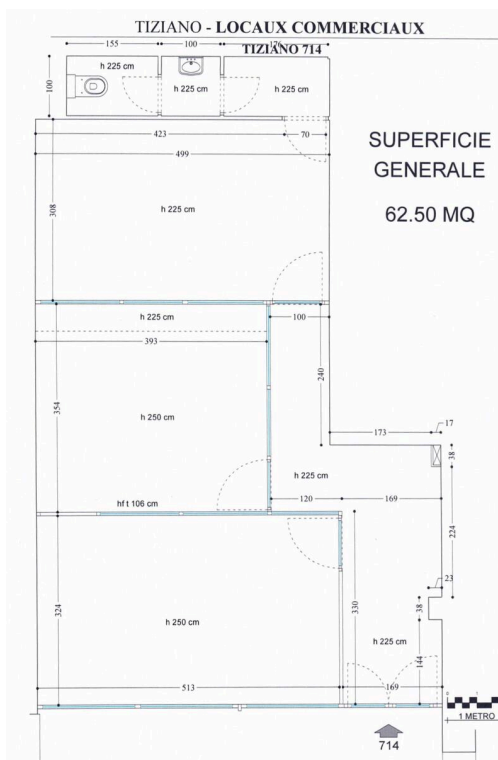 TIZIANO - LOCAUX COMMERCIAUX
TIZIANO 714
155
100
176
h 225 cm
h 225 cm
h 225 cm
100
423
70
499
SUPERFICIE
GENERALE
62.50 MQ
308
h 225 cm
h 225 cm
100
393
240
354
h 250 cm
173
17
38
h 225 cm
hf t 106 cm
120
169
224
324
330
23
38
h 250 cm
h 225 cm
144
513
169
1 METRO
714